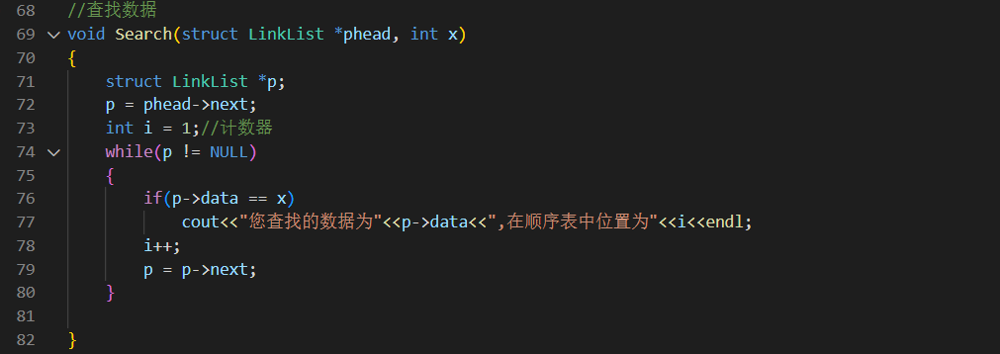 68 //查找数据
69 void Search(struct LinkList *phead, int x)
70 {
71     struct LinkList *p;
72     p = phead->next;
73     int i = 1;//计数器
74     while(p != NULL)
75     {
76         if(p->data == x)
77             cout<<"您查找的数据为"<<p->data<<",在顺序表中位置为"<<i<<endl;
78         i++;
79         p = p->next;
80     }
81
82 }